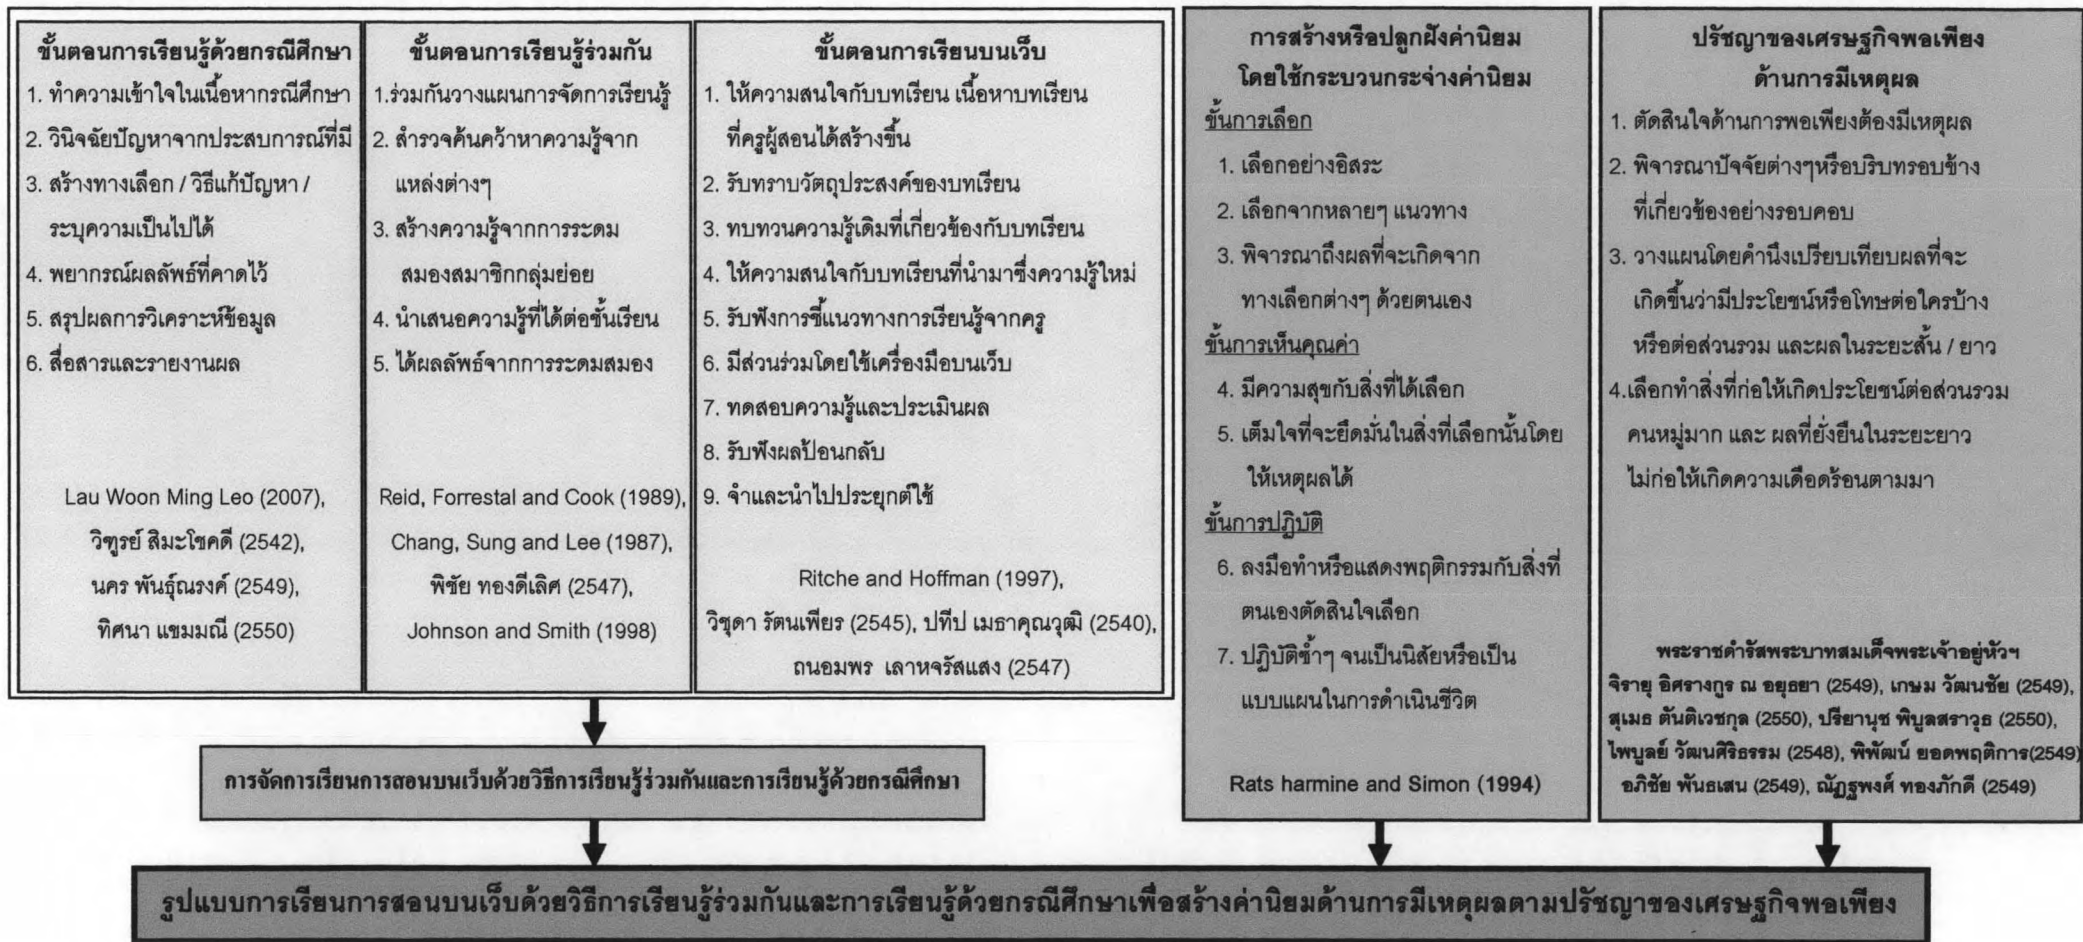 ขั้นตอนการเรียนรู้ด้วยกรณีศึกษา
1. ทำความเข้าใจในเนื้อหากรณีศึกษา
2. วินิจฉัยปัญหาจากประสบการณ์ที่มี
3. สร้างทางเลือก / วิธีแก้ปัญหา /
ระบุความเป็นไปได้
4. พยากรณ์ผลลัพธ์ที่คาดไว้
5. สรุปผลการวิเคราะห์ข้อมูล
6. สื่อสารและรายงานผล
Lau Woon Ming Leo (2007),
วิฑูรย์ สิมะโชคดี (2542),
นคร พันธุ์ณรงค์ (2549),
ทิศนา แขมมณี (2550)
ขั้นตอนการเรียนรู้ร่วมกัน
1.ร่วมกันวางแผนการจัดการเรียนรู้
2. สำรวจค้นคว้าหาความรู้จาก
แหล่งต่างๆ
3. สร้างความรู้จากการระดม
สมองสมาชิกกลุ่มย่อย
4. นำเสนอความรู้ที่ได้ต่อชั้นเรียน
5. ได้ผลลัพธ์จากการระดมสมอง
Reid, Forrestal and Cook (1989),
Chang, Sung and Lee (1987),
พิชัย ทองดีเลิศ (2547),
Johnson and Smith (1998)
ขั้นตอนการเรียนบนเว็บ
1. ให้ความสนใจกับบทเรียน เนื้อหาบทเรียน
ที่ครูผู้สอนได้สร้างขึ้น
2. รับทราบวัตถุประสงค์ของบทเรียน
3. ทบทวนความรู้เดิมที่เกี่ยวข้องกับบทเรียน
4. ให้ความสนใจกับบทเรียนที่นำมาซึ่งความรู้ใหม่
5. รับฟังการชี้แนวทางการเรียนรู้จากครู
6. มีส่วนร่วมโดยใช้เครื่องมือบนเว็บ
7. ทดสอบความรู้และประเมินผล
8. รับฟังผลป้อนกลับ
9. จำและนำไปประยุกต์ใช้
Ritche and Hoffman (1997),
วิชุดา รัตนเพียร (2545), ปทีป เมธาคุณวุฒิ (2540),
ถนอมพร เลาหจรัสแสง (2547)
การสร้างหรือปลูกฝังค่านิยม
โดยใช้กระบวนกระจ่างค่านิยม
ขั้นการเลือก
1. เลือกอย่างอิสระ
2. เลือกจากหลายๆ แนวทาง
3. พิจารณาถึงผลที่จะเกิดจาก
ทางเลือกต่างๆ ด้วยตนเอง
ขั้นการเห็นคุณค่า
4. มีความสุขกับสิ่งที่ได้เลือก
5. เต็มใจที่จะยึดมั่นในสิ่งที่เลือกนั้นโดย
ให้เหตุผลได้
ขั้นการปฏิบัติ
6. ลงมือทำหรือแสดงพฤติกรรมกับสิ่งที่
ตนเองตัดสินใจเลือก
7. ปฏิบัติซ้ำๆ จนเป็นนิสัยหรือเป็น
แบบแผนในการดำเนินชีวิต
Rats harmine and Simon (1994)
ปรัชญาของเศรษฐกิจพอเพียง
ด้านการมีเหตุผล
1. ตัดสินใจด้านการพอเพียงต้องมีเหตุผล
2. พิจารณาปัจจัยต่างๆหรือบริบทรอบข้าง
ที่เกี่ยวข้องอย่างรอบคอบ
3. วางแผนโดยคำนึงเปรียบเทียบผลที่จะ
เกิดขึ้นว่ามีประโยชน์หรือโทษต่อใครบ้าง
หรือต่อส่วนรวม และผลในระยะสั้น / ยาว
4.เลือกทำสิ่งที่ก่อให้เกิดประโยชน์ต่อส่วนรวม
คนหมู่มาก และ ผลที่ยั่งยืนในระยะยาว
ไม่ก่อให้เกิดความเดือดร้อนตามมา
พระราชดำรัสพระบาทสมเด็จพระเจ้าอยู่หัวฯ
จิรายุ อิศรางกูร ณ อยุธยา (2549), เกษม วัฒนชัย (2549),
สุเมธ ตันติเวชกุล (2550), ปรียานุช พิบูลสราวุธ (2550),
ไพบูลย์ วัฒนศิริธรรม (2548), พิพัฒน์ ยอดพฤติการ(2549)
อภิชัย พันธเสน (2549), ณัฏฐพงศ์ ทองภักดี (2549)
การจัดการเรียนการสอนบนเว็บด้วยวิธีการเรียนรู้ร่วมกันและการเรียนรู้ด้วยกรณีศึกษา
รูปแบบการเรียนการสอนบนเว็บด้วยวิธีการเรียนรู้ร่วมกันและการเรียนรู้ด้วยกรณีศึกษาเพื่อสร้างค่านิยมด้านการมีเหตุผลตามปรัชญาของเศรษฐกิจพอเพียง